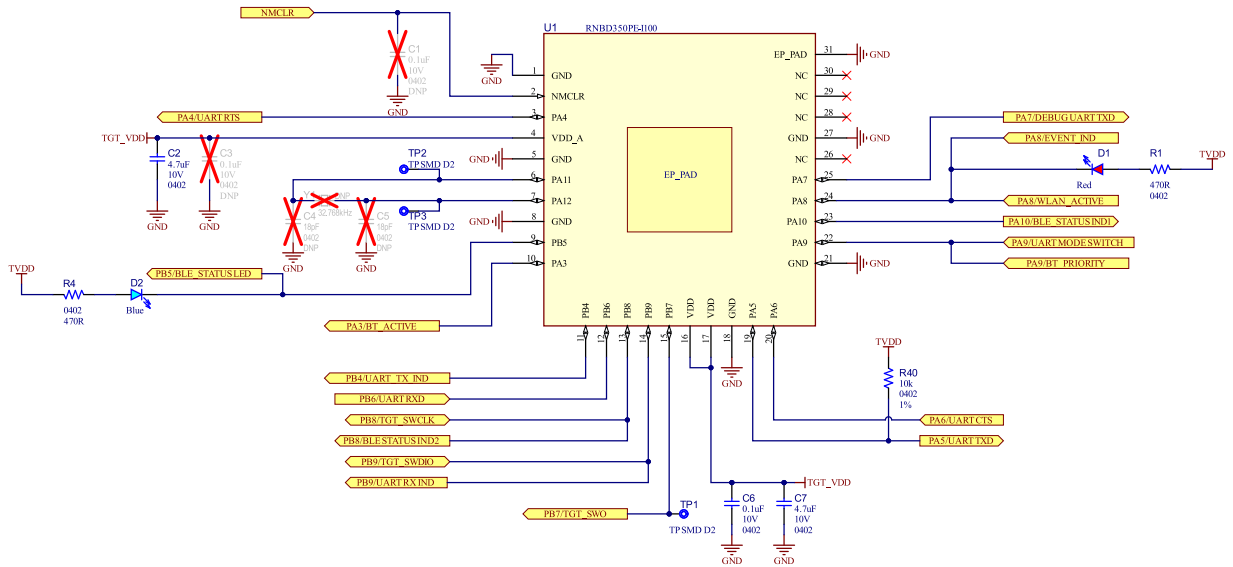 NMCLR
U1
RNBD350PE-I100
C1
0.1uF
10V
0402
DNP
GND
GND
1
GND
2
NMCLR
PA4/UART RTS
3
PA4
TGT_VDD
4
VDD_A
C2
4.7uF
10V
0402
GND
C3
0.1uF
10V
0402
DNP
GND
GND
5
GND
TP2
TP SMD D2
6
PA11
DNP
32.768kHz
7
PA12
TP3
TP SMD D2
C4
18pF
0402
DNP
GND
C5
18pF
0402
DNP
GND
GND
8
GND
9
PB5
10
PA3
TVDD
R4
0402
470R
D2
Blue
PB5/BLE_STATUS LED
PA3/BT_ACTIVE
EP_PAD
EP_PAD
31
GND
NC
30
NC
29
NC
28
GND
27
GND
NC
26
PA7
25
PA8
24
PA10
23
PA9
22
GND
21
GND
PA7/DEBUG UART TXD
PA8/EVENT_IND
D1
Red
R1
470R
0402
TVDD
PA8/WLAN_ACTIVE
PA10/BLE_STATUS IND1
PA9/UART MODE SWITCH
PA9/BT_PRIORITY
PB4
PB6
PB8
PB9
PB7
VDD
VDD
GND
PA5
PA6
11
12
13
14
15
16
17
18
19
20
GND
PB4/UART_TX IND
PB6/UART RXD
PB8/TGT_SWCLK
PB8/BLE STATUS IND2
PB9/TGT_SWDIO
PB9/UART RX IND
PB7/TGT_SWO
TP1
TP SMD D2
TVDD
R40
10k
0402
1%
PA6/UART CTS
PA5/UART TXD
TGT_VDD
C6
0.1uF
10V
0402
GND
C7
4.7uF
10V
0402
GND